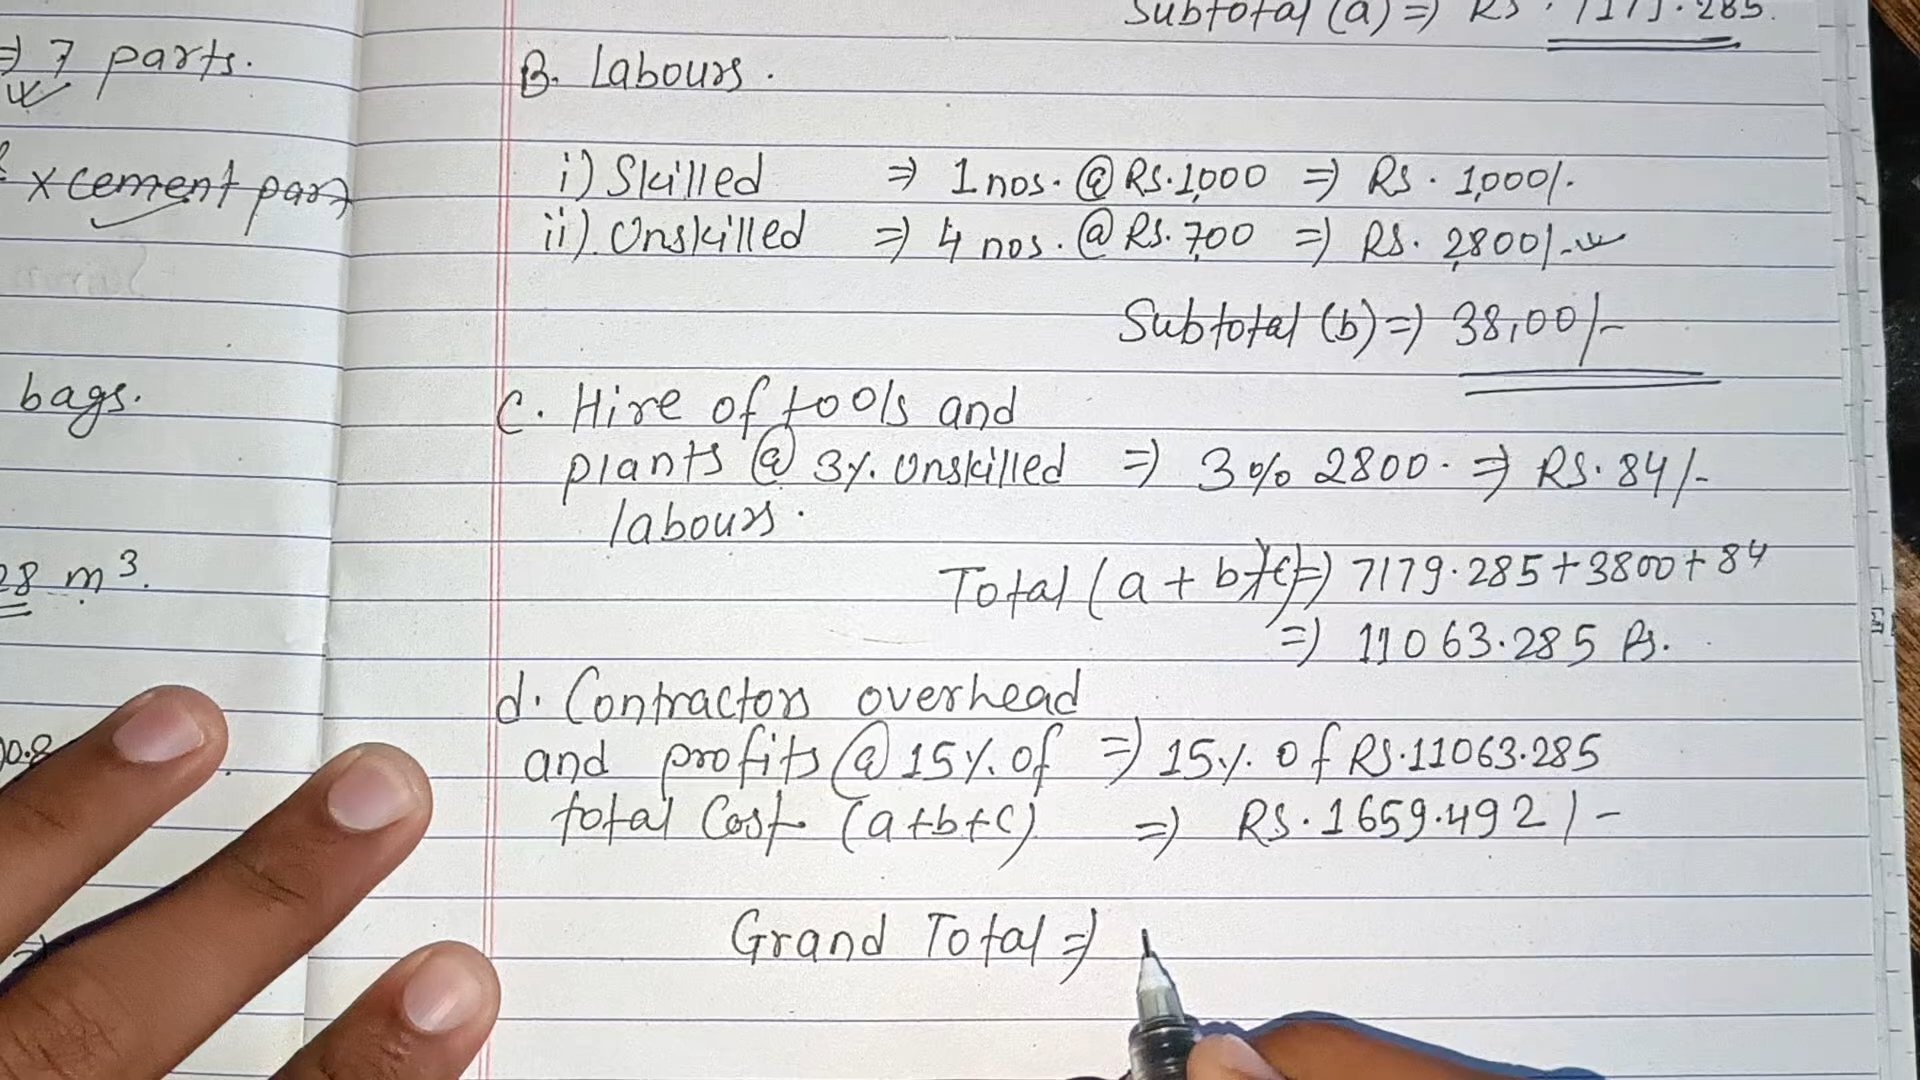 Subtotal (a) ⇒ Rs. 7179.285
⇒ 7 parts.
x cement part
bags.
28 m³.
B. Labours.
i) Skilled ⇒ 1 nos. @ Rs. 1,000 ⇒ Rs. 1,000/-
ii) Unskilled ⇒ 4 nos. @ Rs. 700 ⇒ Rs. 2,800/-
Subtotal (b) ⇒ 38,00/-
C. Hire of tools and
plants @ 3% Unskilled ⇒ 3% 2800. ⇒ Rs. 84/-
labours.
Total (a + b + c) ⇒ 7179.285 + 3800 + 84
⇒ 11063.285 Rs.
d. Contractors overhead
and profits @ 15% of ⇒ 15% of Rs. 11063.285
total Cost (a+b+c) ⇒ Rs. 1659.492/-
Grand Total ⇒